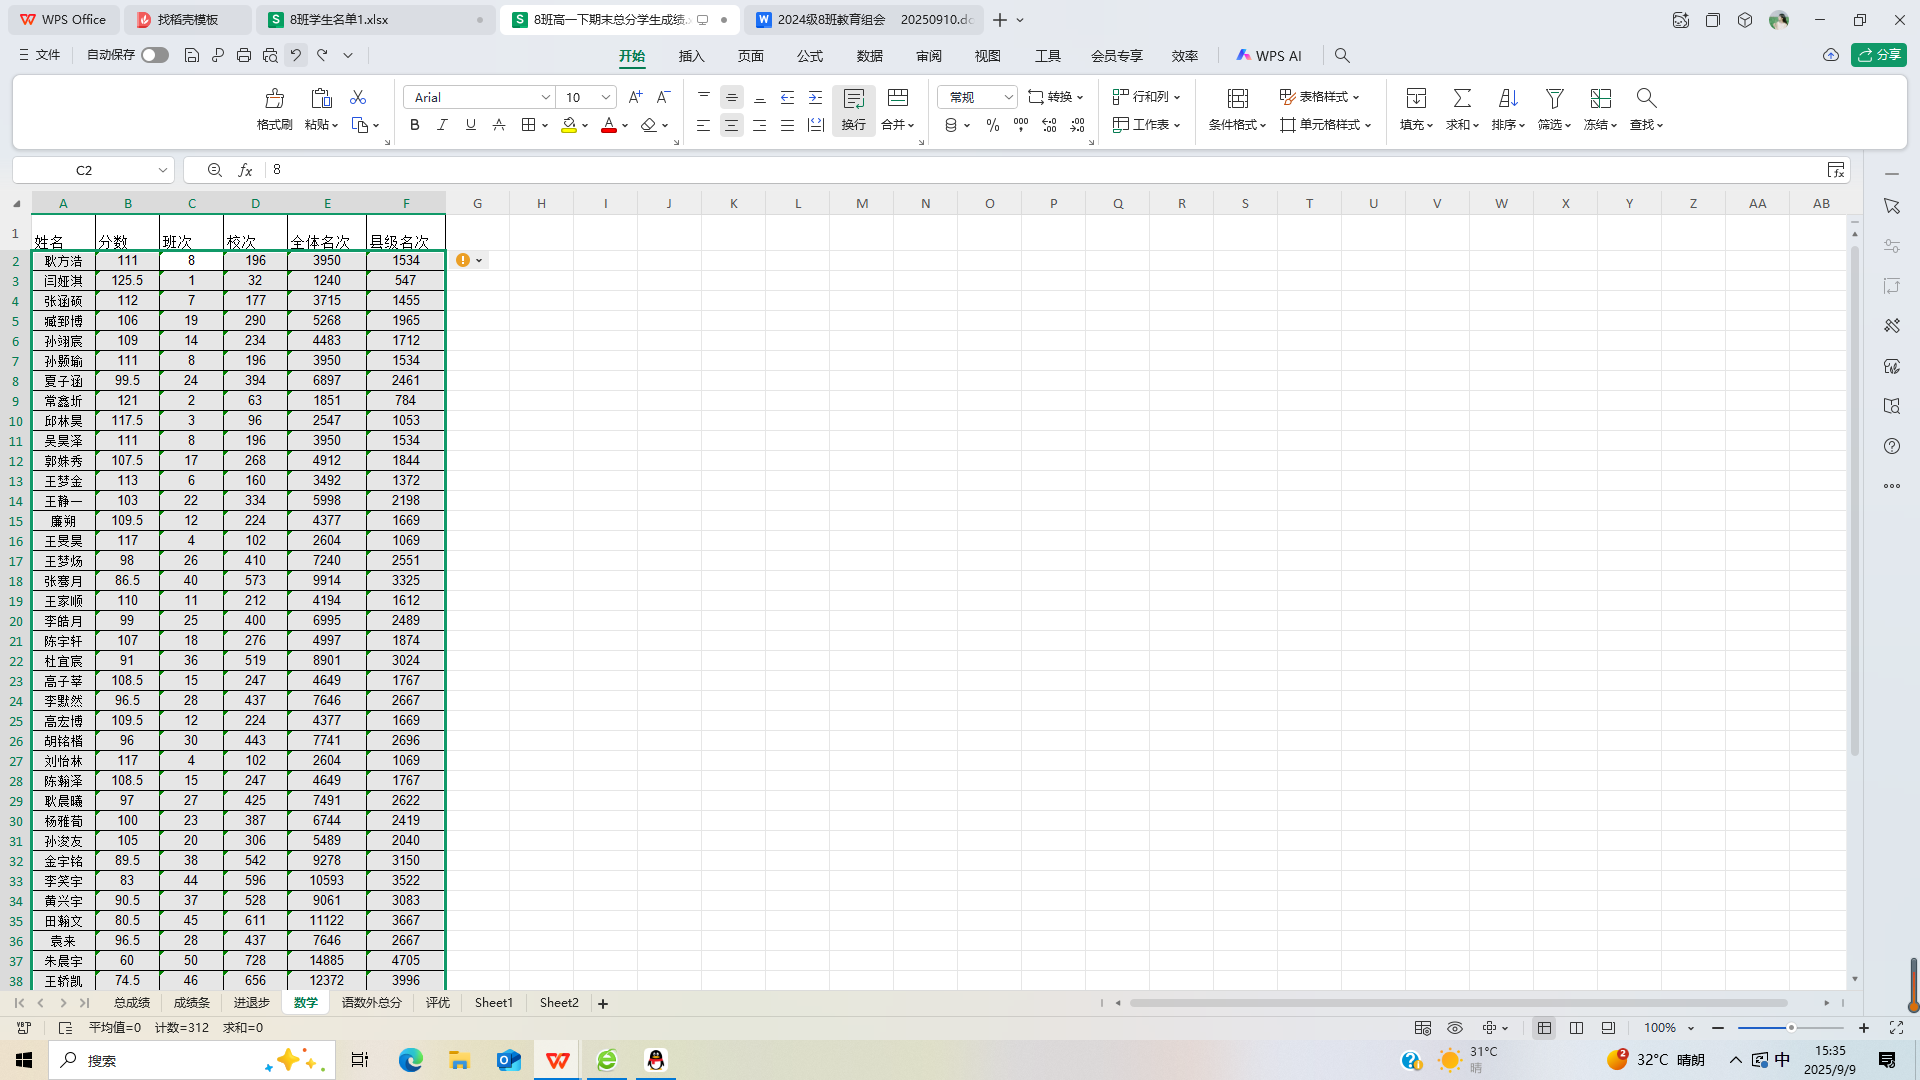 WPS Office
找稻壳模板
8班学生名单1.xlsx
8班高一下期末总分学生成绩.x
2024级8班教育组会 20250910.do
文件
自动保存
开始 插入 页面 公式 数据 审阅 视图 工具 会员专享 效率 WPS AI
分享
格式刷 粘贴
Arial 10
换行 合并
常规 转换
行和列 工作表
条件格式 表格样式 单元格样式
填充 求和 排序 筛选 冻结 查找
C2 fx 8
A B C D E F G H I J K L M N O P Q R S T U V W X Y Z AA AB
1 姓名 分数 班次 校次 全体名次 县级名次
2 耿方浩 111 8 196 3950 1534
3 闫娅淇 125.5 1 32 1240 547
4 张涵硕 112 7 177 3715 1455
5 臧郅博 106 19 290 5268 1965
6 孙翊宸 109 14 234 4483 1712
7 孙颢瑜 111 8 196 3950 1534
8 夏子涵 99.5 24 394 6897 2461
9 常鑫圻 121 2 63 1851 784
10 邱林昊 117.5 3 96 2547 1053
11 吴昊泽 111 8 196 3950 1534
12 郭姝秀 107.5 17 268 4912 1844
13 王梦金 113 6 160 3492 1372
14 王静一 103 22 334 5998 2198
15 廉朔 109.5 12 224 4377 1669
16 王旻昊 117 4 102 2604 1069
17 王梦炀 98 26 410 7240 2551
18 张骞月 86.5 40 573 9914 3325
19 王家顺 110 11 212 4194 1612
20 李皓月 99 25 400 6995 2489
21 陈宇轩 107 18 276 4997 1874
22 杜宜宸 91 36 519 8901 3024
23 高子莘 108.5 15 247 4649 1767
24 李默然 96.5 28 437 7646 2667
25 高宏博 109.5 12 224 4377 1669
26 胡铭楷 96 30 443 7741 2696
27 刘怡林 117 4 102 2604 1069
28 陈瀚泽 108.5 15 247 4649 1767
29 耿晨曦 97 27 425 7491 2622
30 杨雅萄 100 23 387 6744 2419
31 孙浚友 105 20 306 5489 2040
32 金宇铭 89.5 38 542 9278 3150
33 李笑宇 83 44 596 10593 3522
34 黄兴宇 90.5 37 528 9061 3083
35 田瀚文 80.5 45 611 11122 3667
36 袁来 96.5 28 437 7646 2667
37 朱晨宇 60 50 728 14885 4705
38 王轿凯 74.5 46 656 12372 3996
总成绩 成绩条 进退步 数学 语数外总分 评优 Sheet1 Sheet2
平均值=0 计数=312 求和=0
100%
搜索
31°C
晴
2
32°C 晴朗
中
15:35
2025/9/9